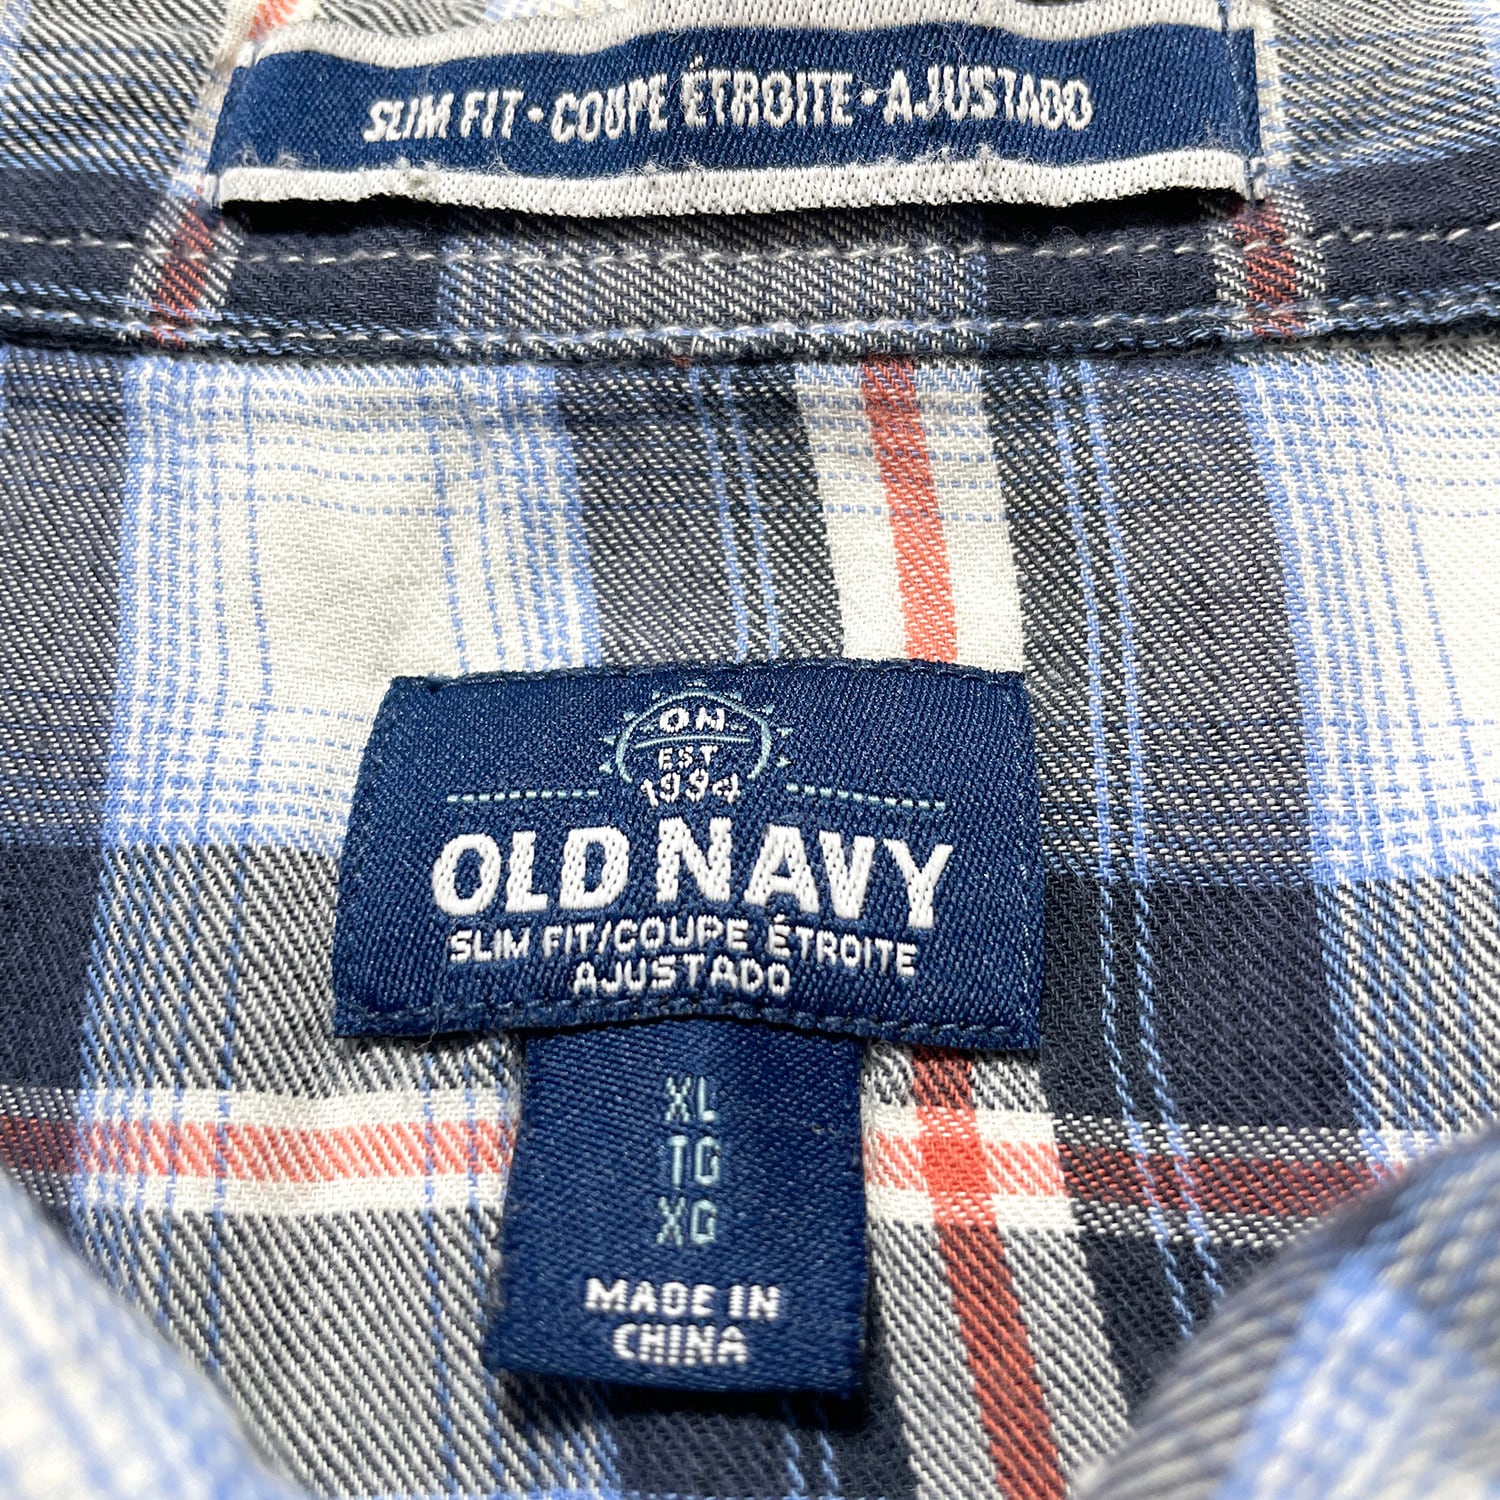 SLIM FIT • COUPE ÉTROITE • AJUSTADO
O.N.
EST
1994
OLD NAVY
SLIM FIT/COUPE ÉTROITE
AJUSTADO
XL
TG
XG
MADE IN
CHINA